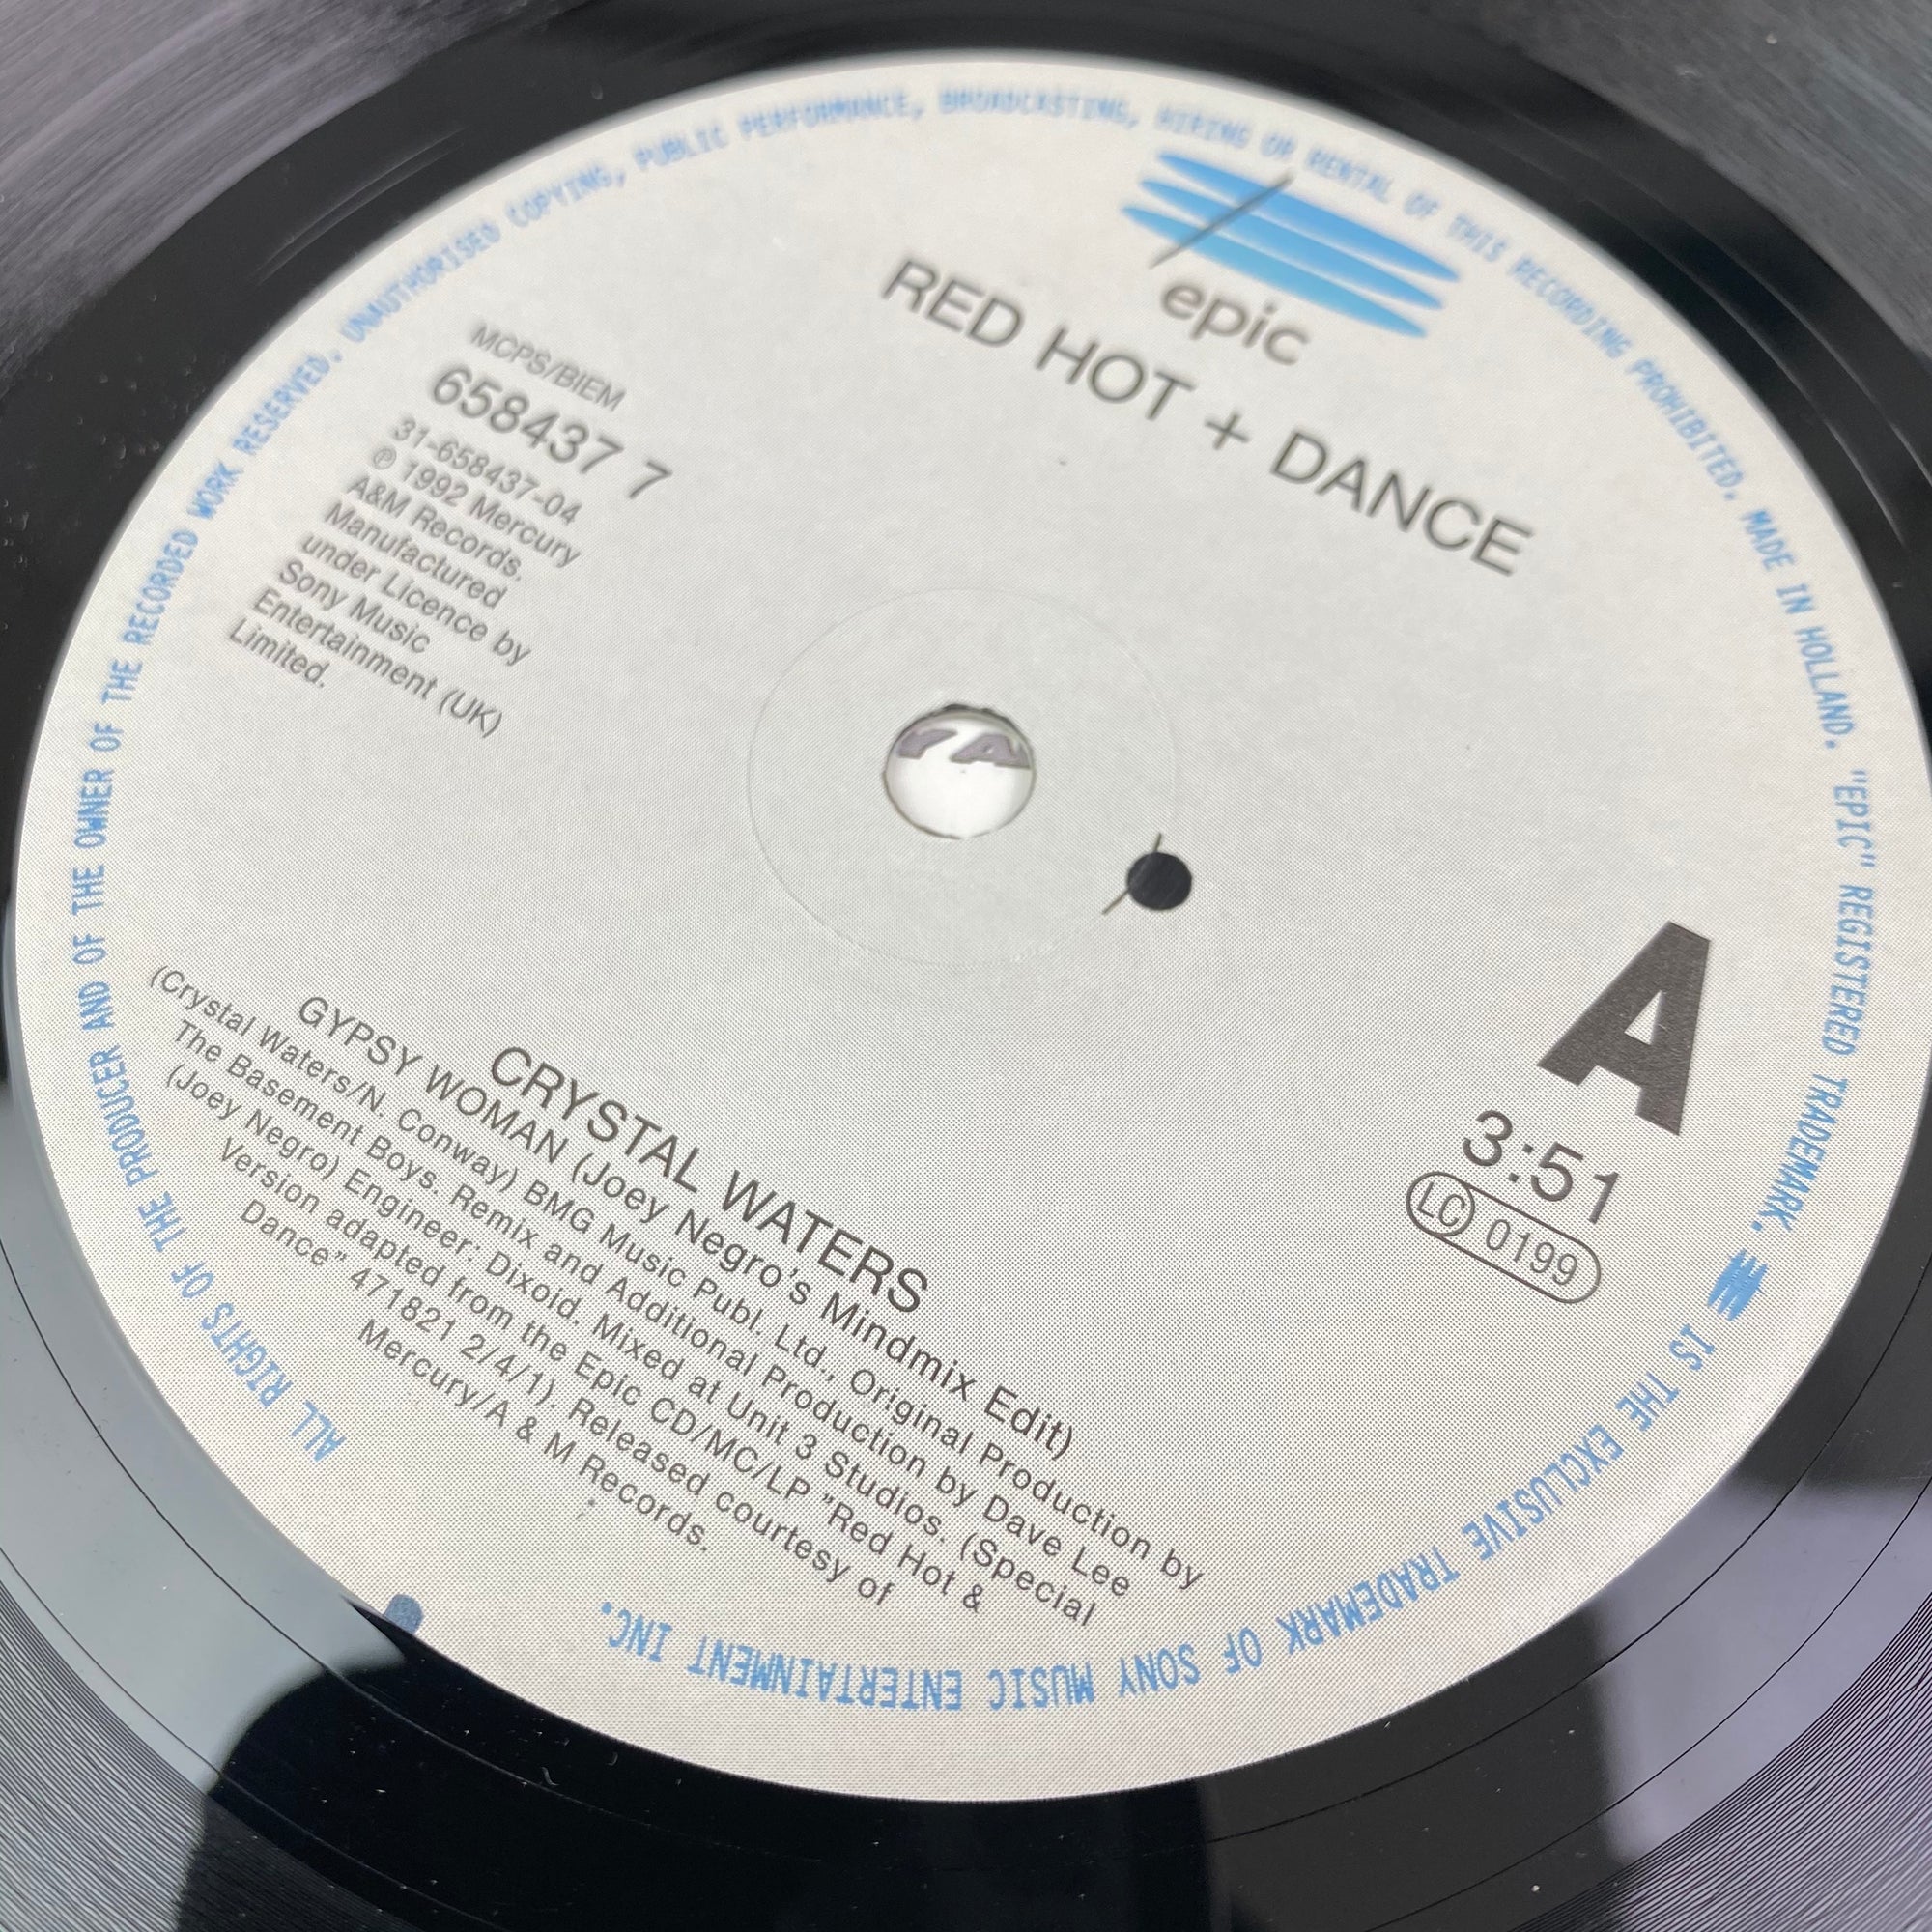 epic
RED HOT + DANCE
MCPS/BIEM
658437 7
31-658437-04
℗ 1992 Mercury
A&M Records.
Manufactured
under Licence by
Sony Music
Entertainment (UK)
Limited.
A
3:51
LC 0199
CRYSTAL WATERS
GYPSY WOMAN (Joey Negro's Mindmix Edit)
(Crystal Waters/N. Conway) BMG Music Publ. Ltd., Original Production by
The Basement Boys. Remix and Additional Production by Dave Lee
(Joey Negro) Engineer: Dixoid. Mixed at Unit 3 Studios. (Special
Version adapted from the Epic CD/MC/LP "Red Hot &
Dance" 471821 2/4/1). Released courtesy of
Mercury/A & M Records.
ALL RIGHTS OF THE PRODUCER AND OF THE OWNER OF THE RECORDED WORK RESERVED. UNAUTHORISED COPYING, PUBLIC PERFORMANCE, BROADCASTING, HIRING OR RENTAL OF THIS RECORDING PROHIBITED. MADE IN HOLLAND. "EPIC" REGISTERED TRADEMARK. IS THE EXCLUSIVE TRADEMARK OF SONY MUSIC ENTERTAINMENT INC.